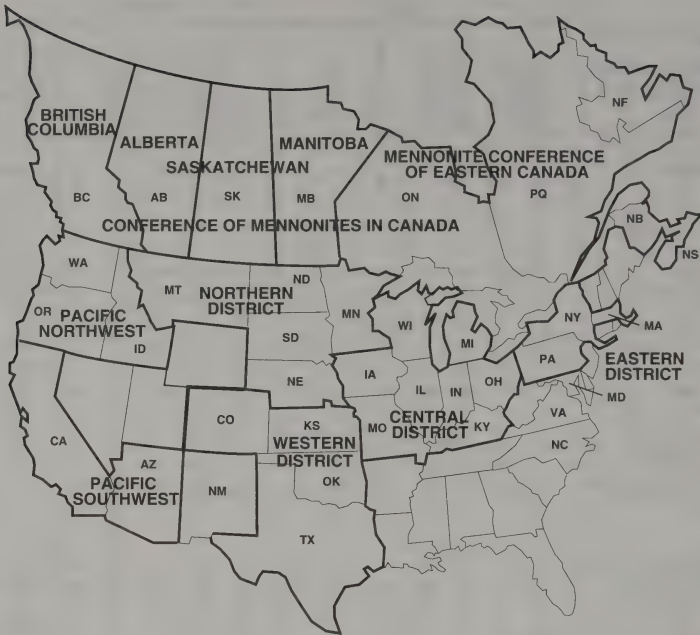 BRITISH
COLUMBIA
ALBERTA
SASKATCHEWAN
MANITOBA
MENNONITE CONFERENCE
OF EASTERN CANADA
NF
BC
AB
SK
MB
ON
PQ
CONFERENCE OF MENNONITES IN CANADA
NB
NS
WA
MT
NORTHERN
DISTRICT
ND
OR
PACIFIC
NORTHWEST
ID
SD
MN
WI
MI
NY
MA
NE
IA
IL
IN
OH
PA
EASTERN
DISTRICT
MD
CO
KS
WESTERN
DISTRICT
MO
CENTRAL
DISTRICT
KY
VA
NC
CA
AZ
PACIFIC
SOUTHWEST
NM
OK
TX